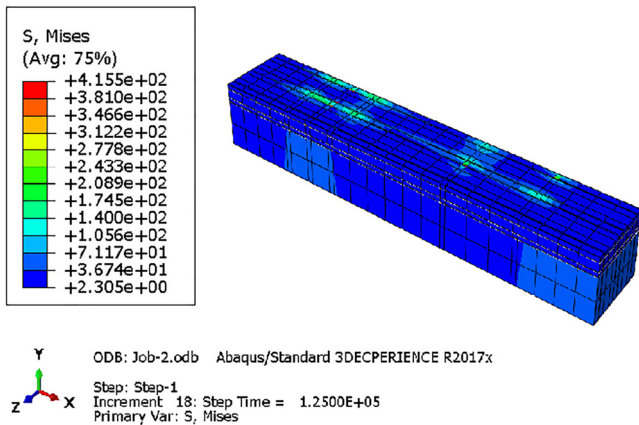 S, Mises
(Avg: 75%)
+4.155e+02
+3.810e+02
+3.466e+02
+3.122e+02
+2.778e+02
+2.433e+02
+2.089e+02
+1.745e+02
+1.400e+02
+1.056e+02
+7.117e+01
+3.674e+01
+2.305e+00
Y
Z
X
ODB: Job-2.odb Abaqus/Standard 3DECPERIENCE R2017x
Step: Step-1
Increment 18: Step Time = 1.2500E+05
Primary Var: S, Mises